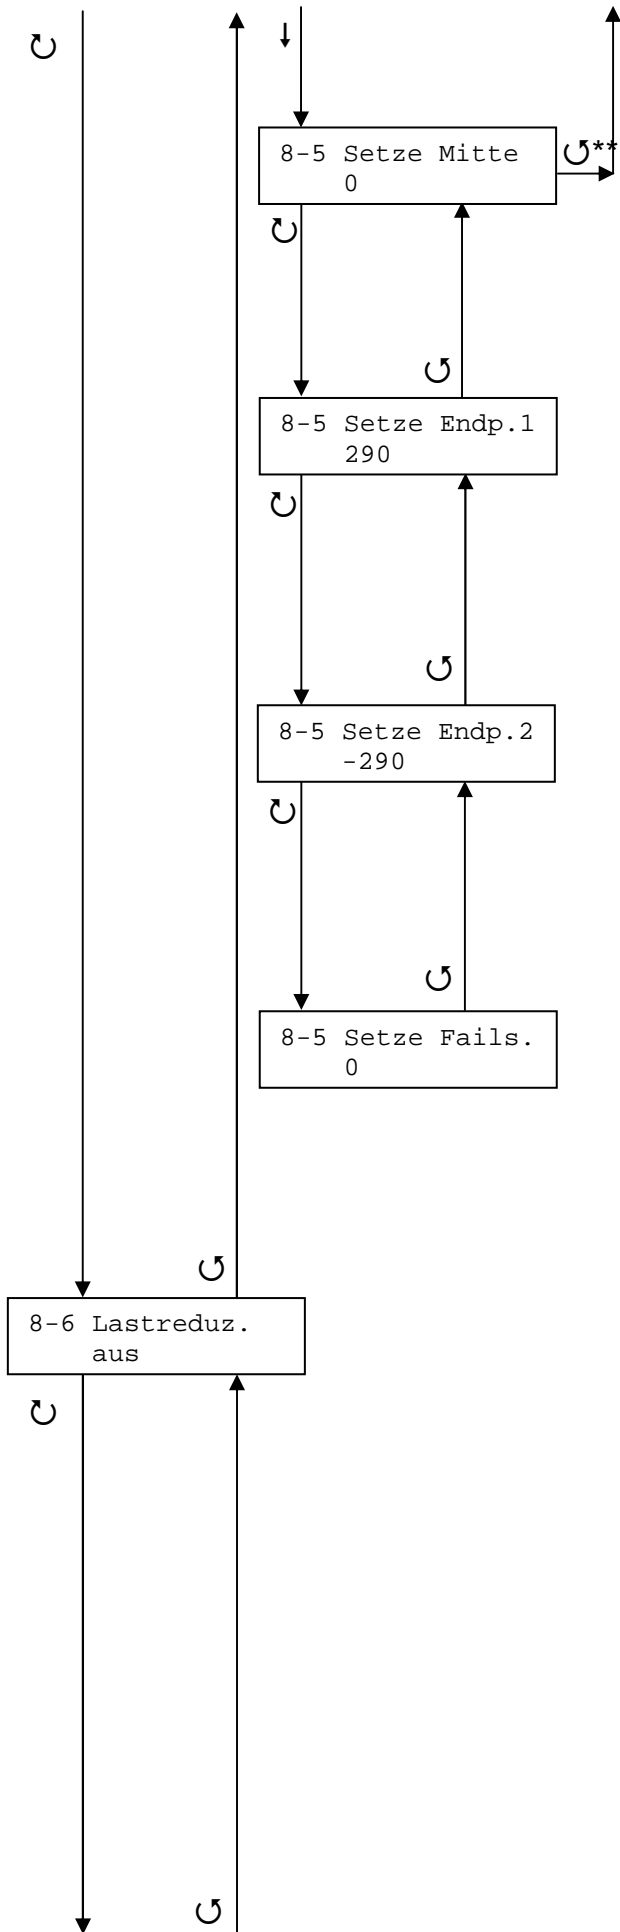 ↻ ↓
8-5 Setze Mitte
0
↺**
↻
↺
8-5 Setze Endp.1
290
↻
↺
8-5 Setze Endp.2
-290
↻
↺
8-5 Setze Fails.
0
↺
8-6 Lastreduz.
aus
↻
↺